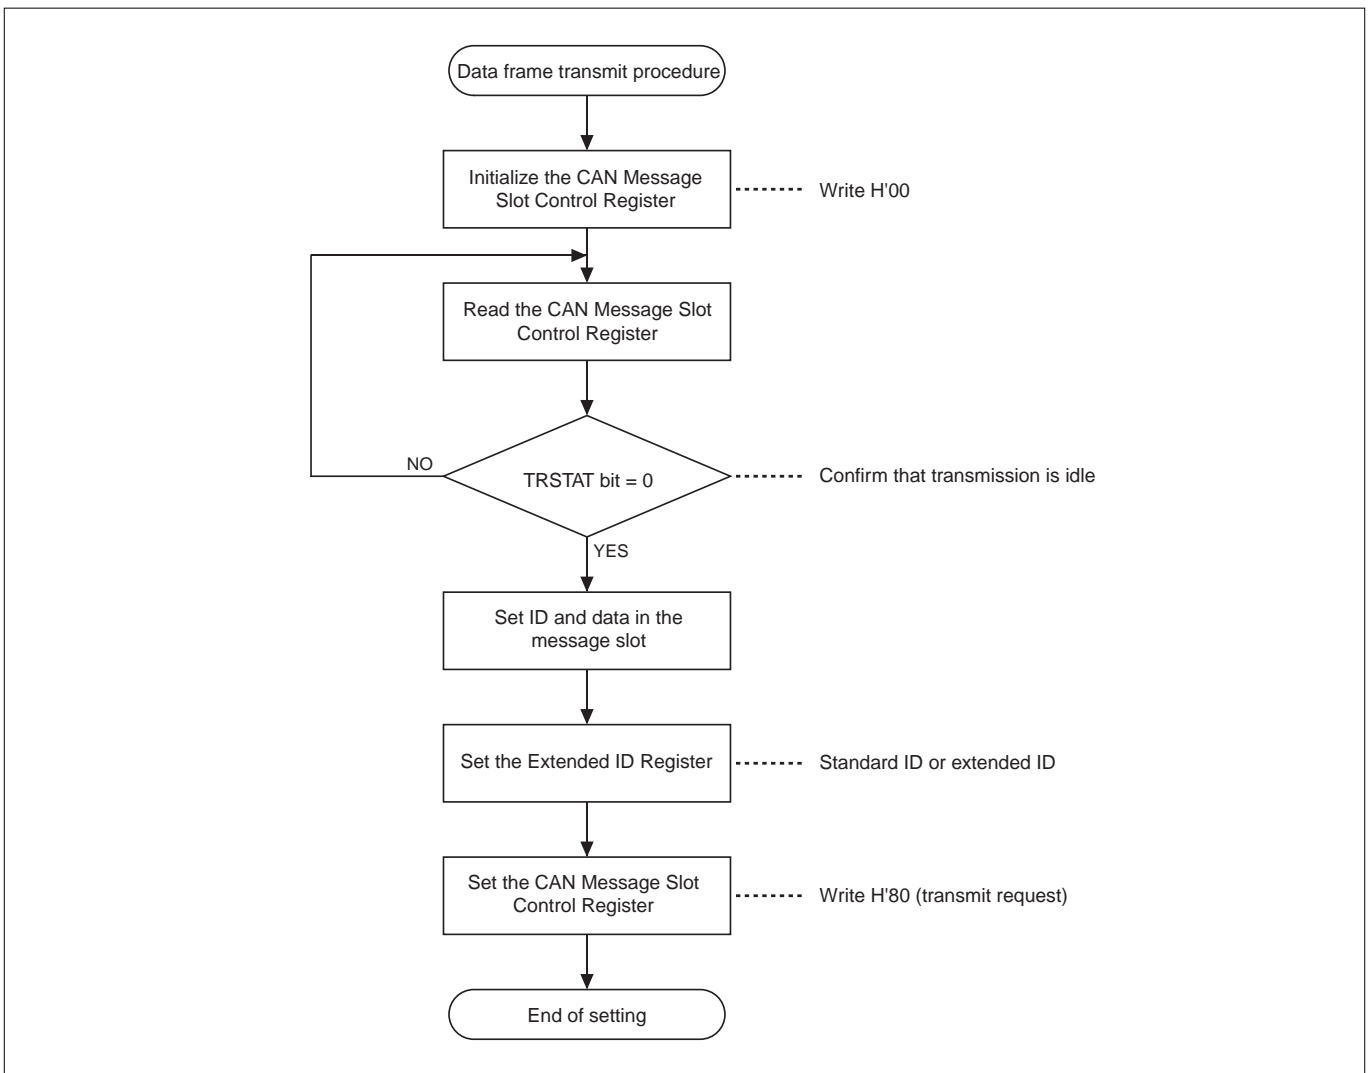 Data frame transmit procedure
Initialize the CAN Message
Slot Control Register
Write H'00
Read the CAN Message Slot
Control Register
NO
TRSTAT bit = 0
Confirm that transmission is idle
YES
Set ID and data in the
message slot
Set the Extended ID Register
Standard ID or extended ID
Set the CAN Message Slot
Control Register
Write H'80 (transmit request)
End of setting